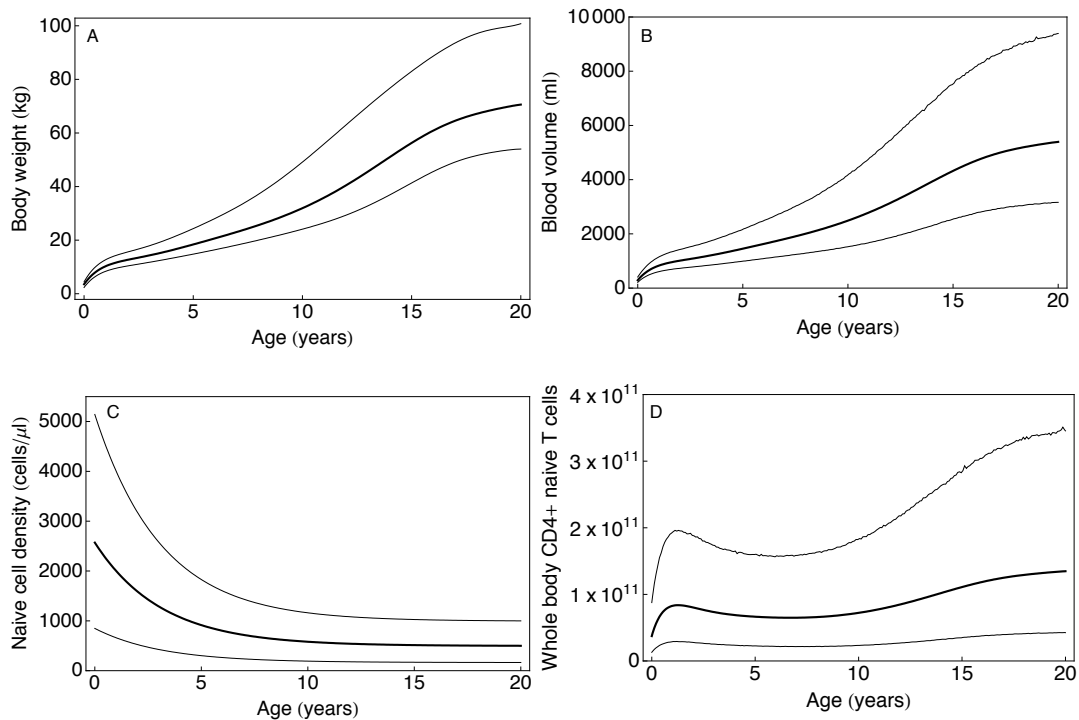 A
Body weight (kg)
100
80
60
40
20
0
0 5 10 15 20
Age (years)
B
Blood volume (ml)
10 000
8000
6000
4000
2000
0
0 5 10 15 20
Age (years)
C
Naive cell density (cells/μl)
5000
4000
3000
2000
1000
0
0 5 10 15 20
Age (years)
D
Whole body CD4+ naive T cells
4 x 10¹¹
3 x 10¹¹
2 x 10¹¹
1 x 10¹¹
0
0 5 10 15 20
Age (years)